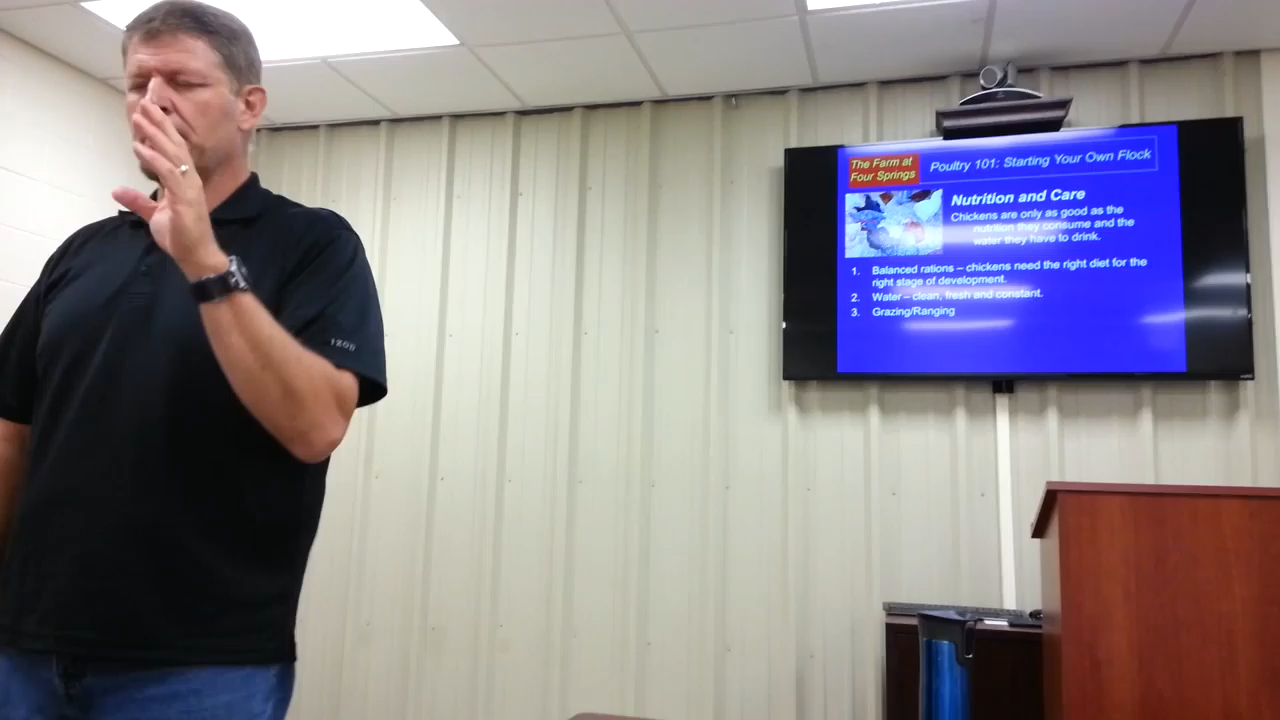 The Farm at
Four Springs
Poultry 101: Starting Your Own Flock
Nutrition and Care
Chickens are only as good as the
nutrition they consume and the
water they have to drink.
1. Balanced rations – chickens need the right diet for the
right stage of development.
2. Water – clean, fresh and constant.
3. Grazing/Ranging
IZOD